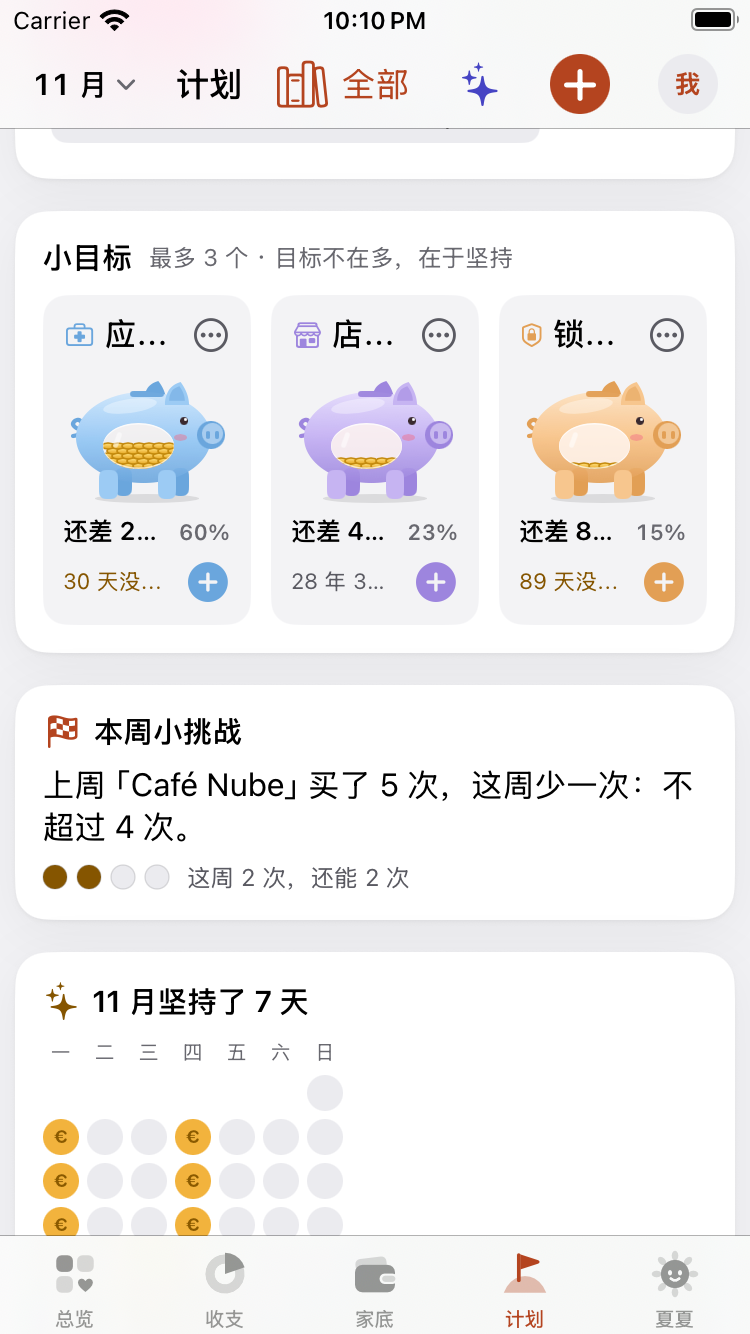 Carrier 10:10 PM
11 月 计划 全部 我
小目标 最多 3 个 · 目标不在多，在于坚持
应… 店… 锁…
还差 2… 60% 还差 4… 23% 还差 8… 15%
30 天没… 28 年 3… 89 天没…
本周小挑战
上周「Café Nube」买了 5 次，这周少一次：不
超过 4 次。
这周 2 次，还能 2 次
11 月坚持了 7 天
一 二 三 四 五 六 日
€ €
€ €
€ €
总览 收支 家底 计划 夏夏